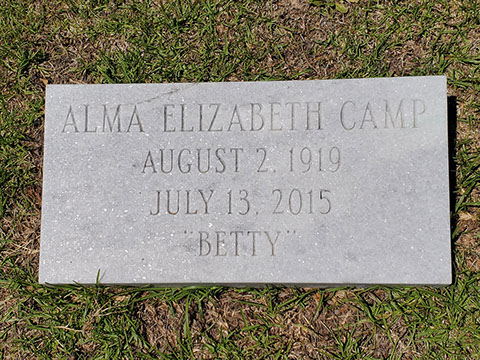 ALMA ELIZABETH CAMP
AUGUST 2, 1919
JULY 13, 2015
"BETTY"